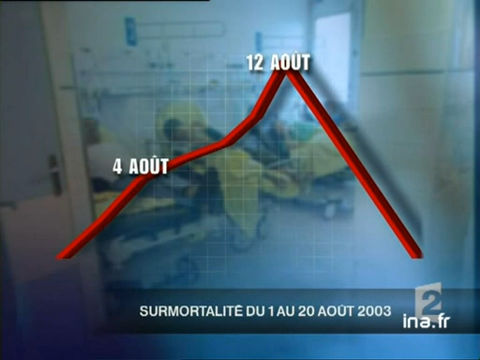 12 AOÛT
4 AOÛT
SURMORTALITÉ DU 1 AU 20 AOÛT 2003
2
ina.fr